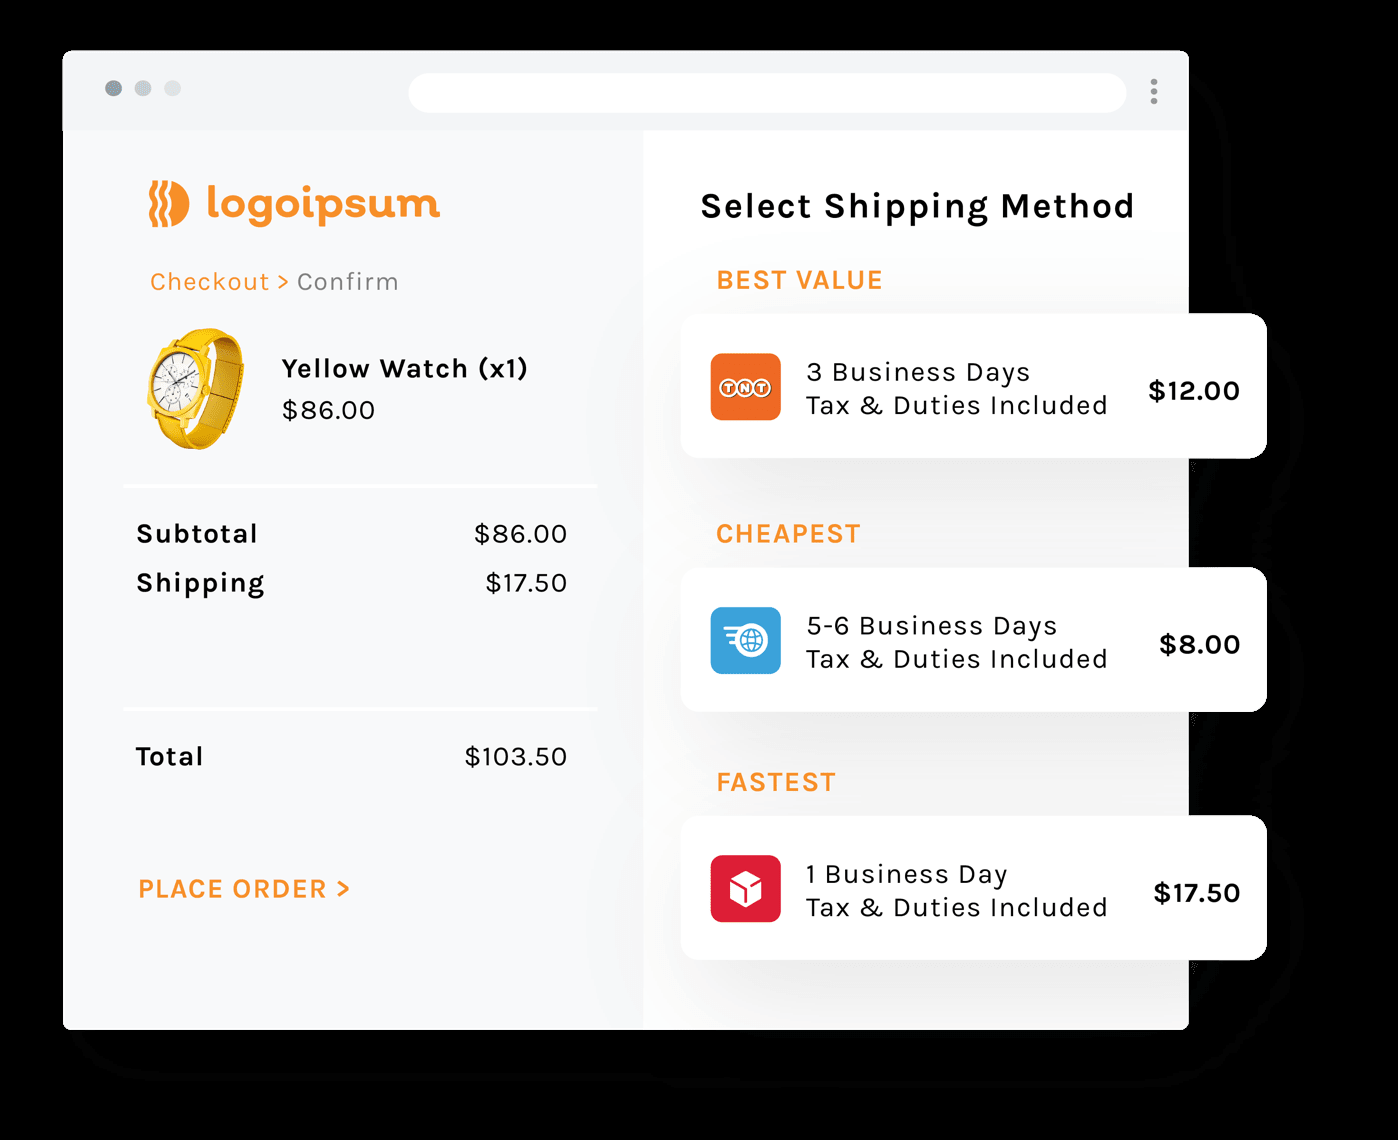 logoipsum
Checkout > Confirm
Yellow Watch (x1)
$86.00
Subtotal $86.00
Shipping $17.50
Total $103.50
PLACE ORDER >
Select Shipping Method
BEST VALUE
TNT
3 Business Days
Tax & Duties Included
$12.00
CHEAPEST
5-6 Business Days
Tax & Duties Included
$8.00
FASTEST
1 Business Day
Tax & Duties Included
$17.50